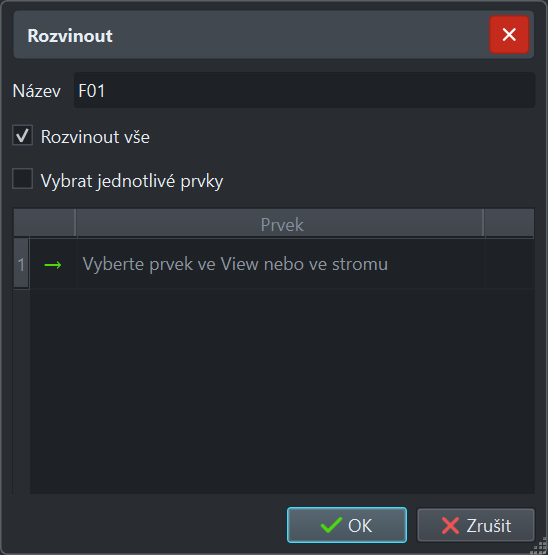 Rozvinout
Název F01
Rozvinout vše
Vybrat jednotlivé prvky
Prvek
1 → Vyberte prvek ve View nebo ve stromu
OK Zrušit